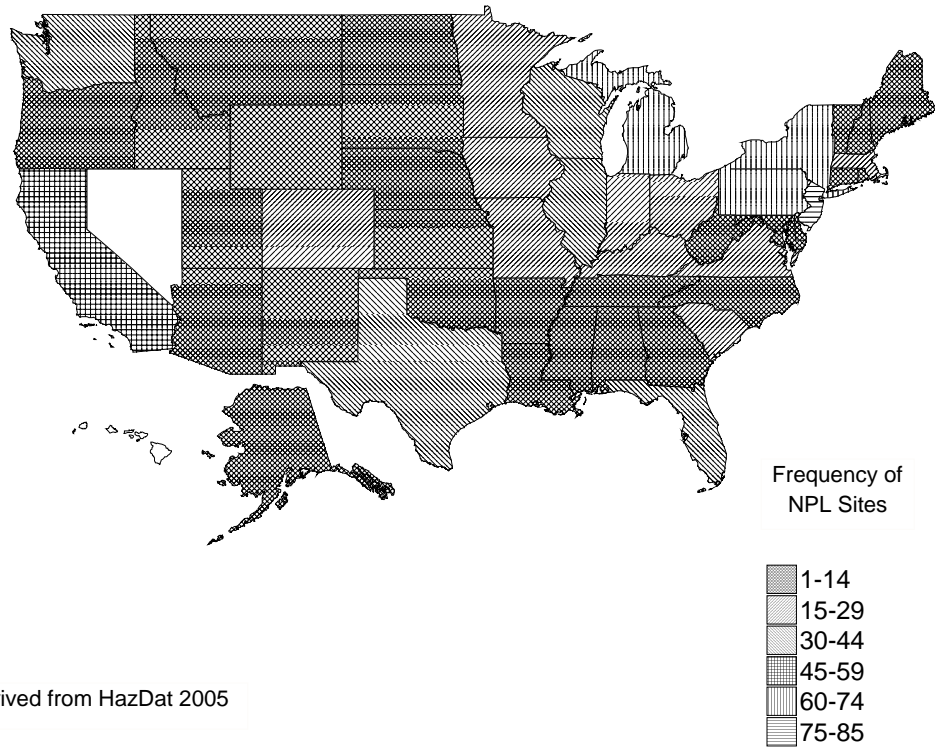 Frequency of
NPL Sites
1-14
15-29
30-44
45-59
60-74
75-85
rived from HazDat 2005